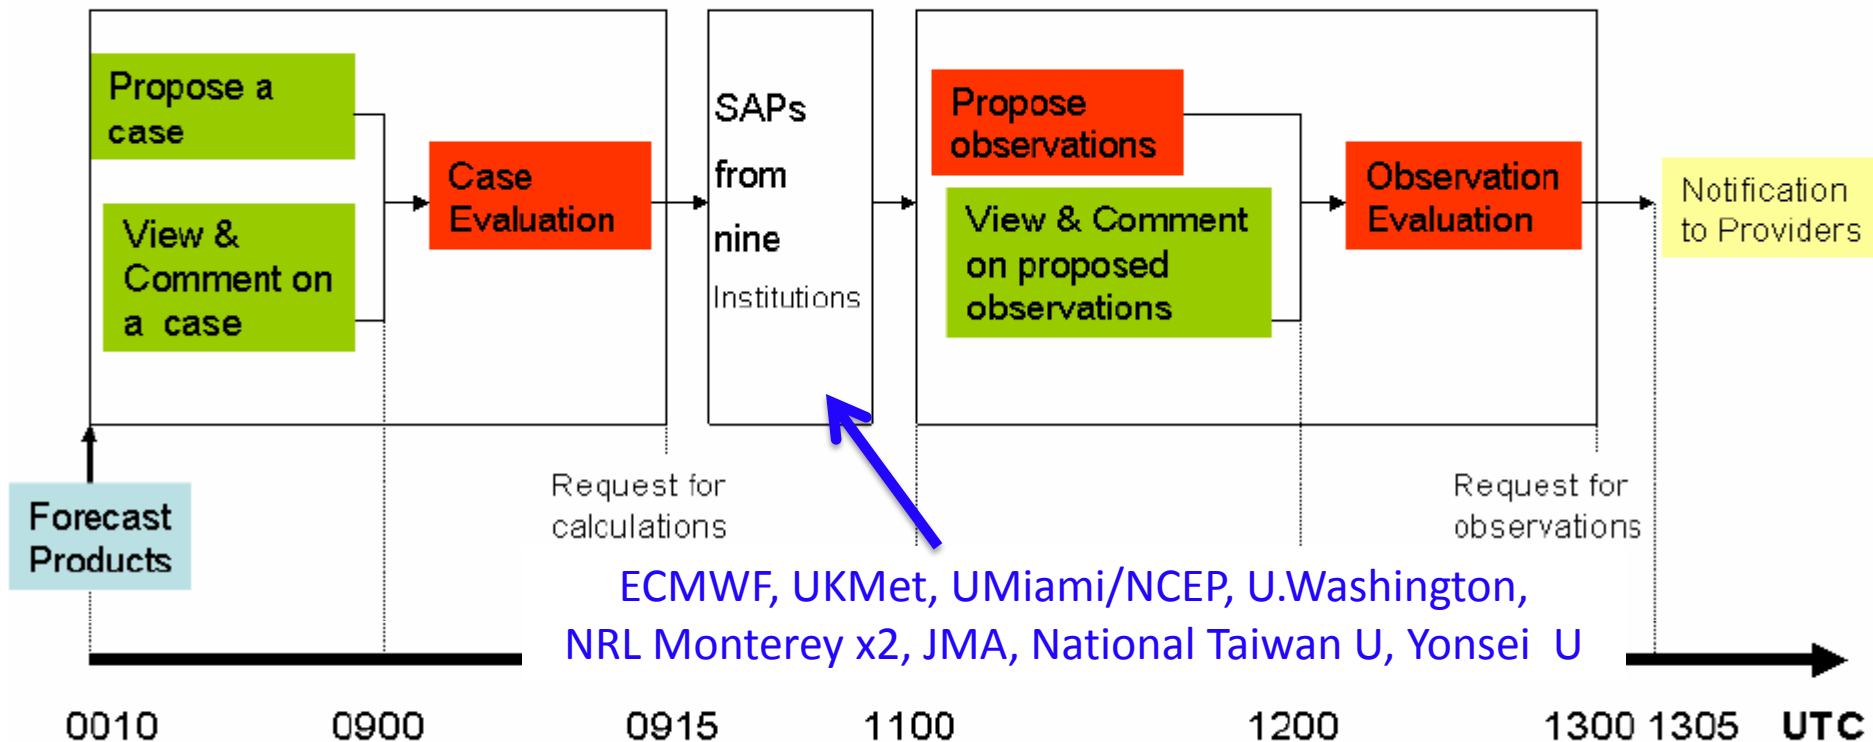 Propose a
case
View &
Comment on
a case
Case
Evaluation
SAPs
from
nine
Institutions
Propose
observations
View & Comment
on proposed
observations
Observation
Evaluation
Notification
to Providers
Forecast
Products
Request for
calculations
Request for
observations
ECMWF, UKMet, UMiami/NCEP, U.Washington,
NRL Monterey x2, JMA, National Taiwan U, Yonsei U
0010 0900 0915 1100 1200 1300 1305 UTC